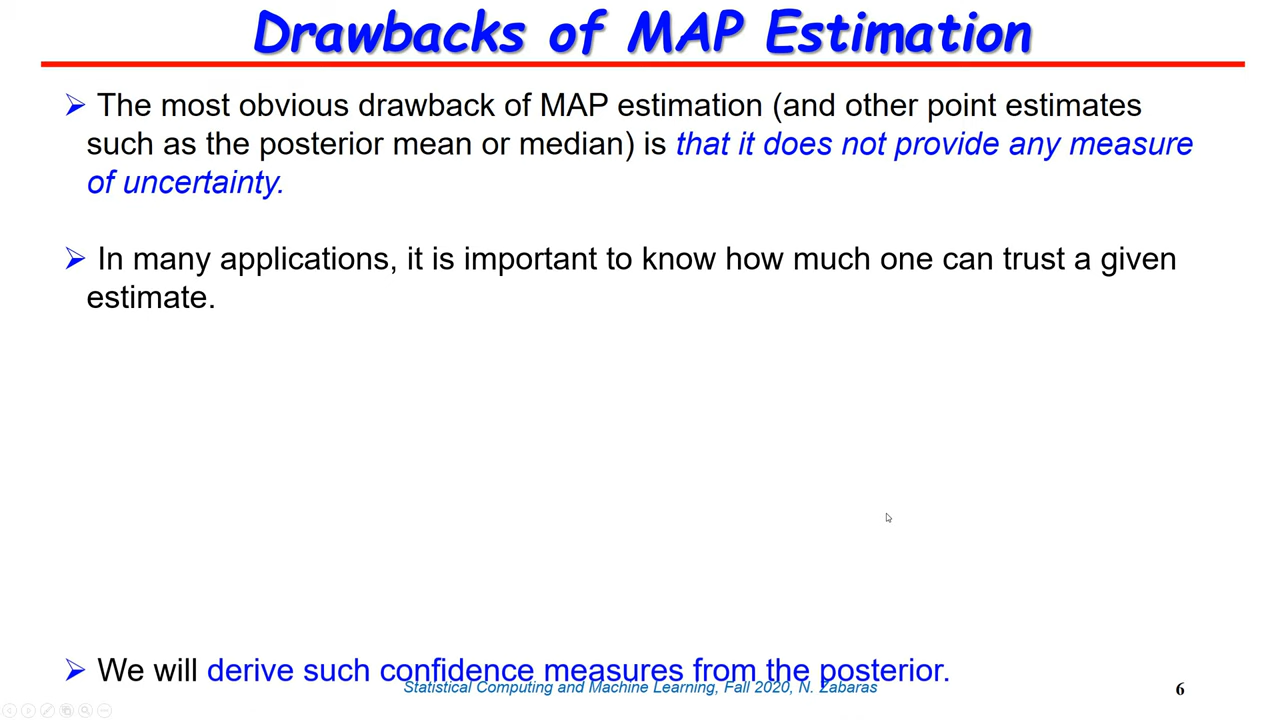 Drawbacks of MAP Estimation
➢ The most obvious drawback of MAP estimation (and other point estimates
such as the posterior mean or median) is that it does not provide any measure
of uncertainty.
➢ In many applications, it is important to know how much one can trust a given
estimate.
➢ We will derive such confidence measures from the posterior.
Statistical Computing and Machine Learning, Fall 2020, N. Zabaras
6